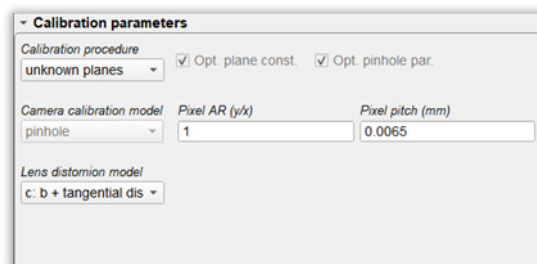 Calibration parameters
Calibration procedure
unknown planes
Opt. plane const.
Opt. pinhole par.
Camera calibration model
Pixel AR (y/x)
Pixel pitch (mm)
pinhole
1
0.0065
Lens distornion model
c: b + tangential dis